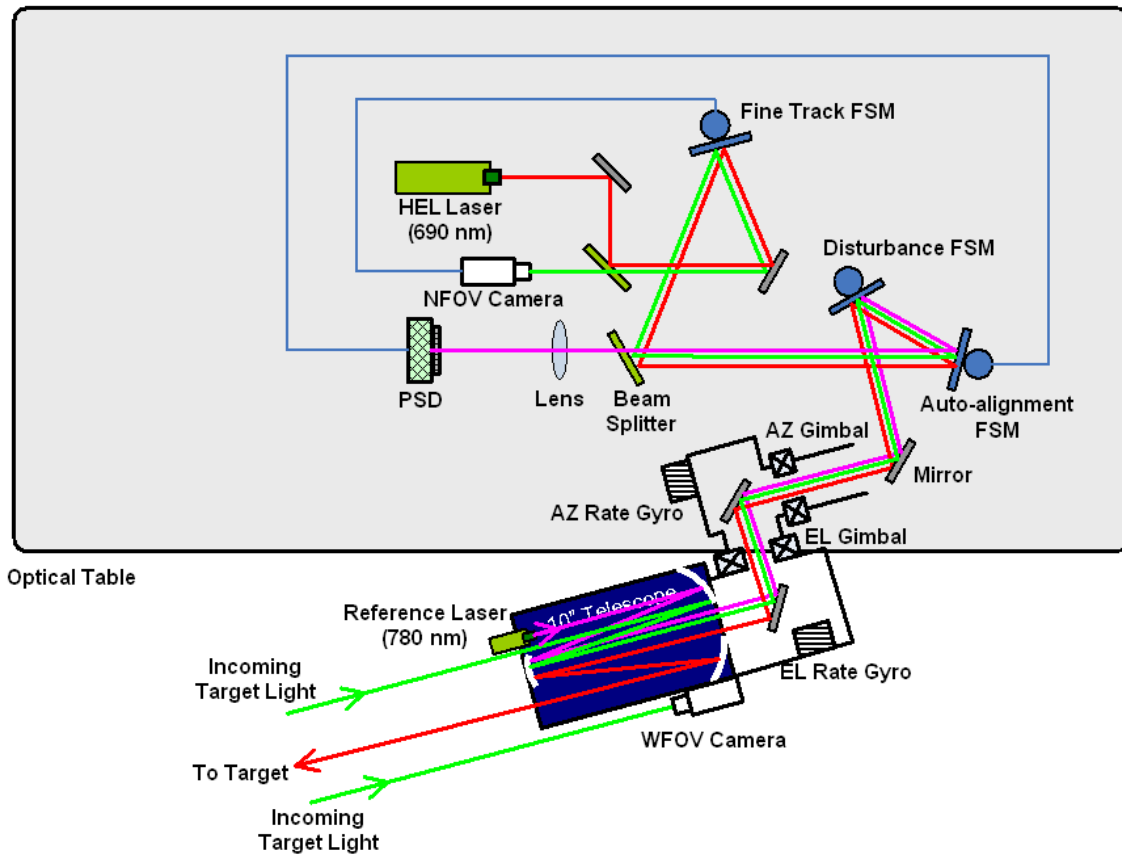 Fine Track FSM
HEL Laser
(690 nm)
Disturbance FSM
NFOV Camera
PSD
Lens
Beam
Splitter
Auto-alignment
FSM
AZ Gimbal
Mirror
AZ Rate Gyro
EL Gimbal
Optical Table
10" Telescope
Reference Laser
(780 nm)
Incoming
Target Light
EL Rate Gyro
WFOV Camera
To Target
Incoming
Target Light